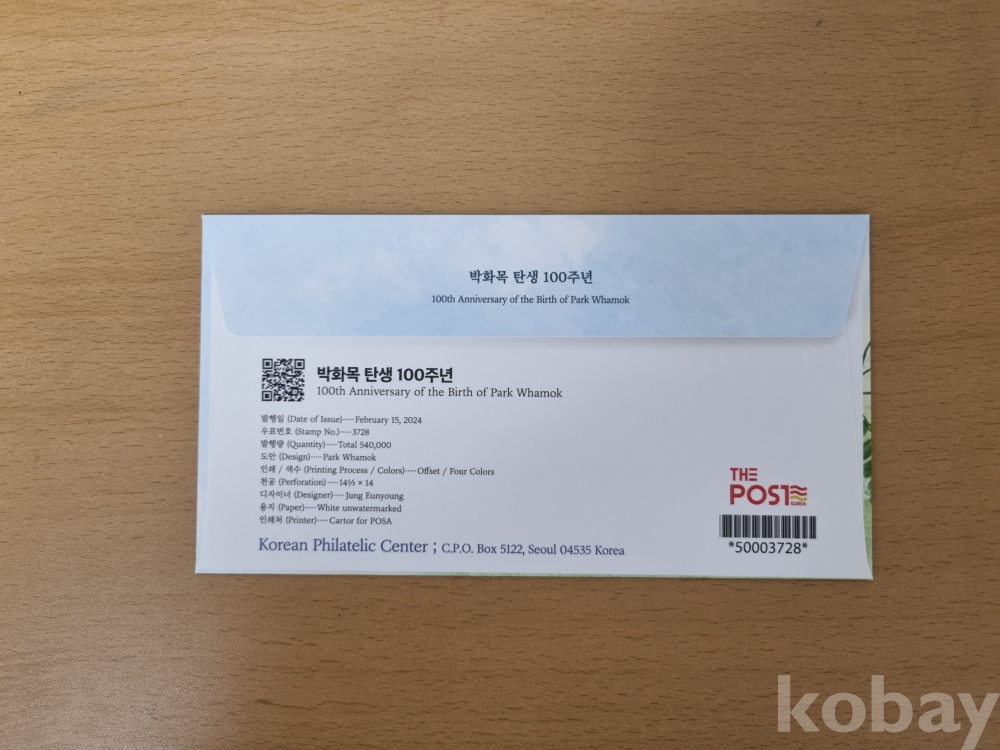 박화목 탄생 100주년
100th Anniversary of the Birth of Park Whamok
박화목 탄생 100주년
100th Anniversary of the Birth of Park Whamok
발행일 (Date of Issue)·····February 15, 2024
우표번호 (Stamp No.)·····3728
발행량 (Quantity)·····Total 540,000
도안 (Design)·····Park Whamok
인쇄 / 색수 (Printing Process / Colors)·····Offset / Four Colors
천공 (Perforation)·····14½ × 14
디자이너 (Designer)·····Jung Eunyoung
용지 (Paper)·····White unwatermarked
인쇄처 (Printer)·····Cartor for POSA
Korean Philatelic Center ; C.P.O. Box 5122, Seoul 04535 Korea
THE
POST
KOREA
*50003728*
kobay